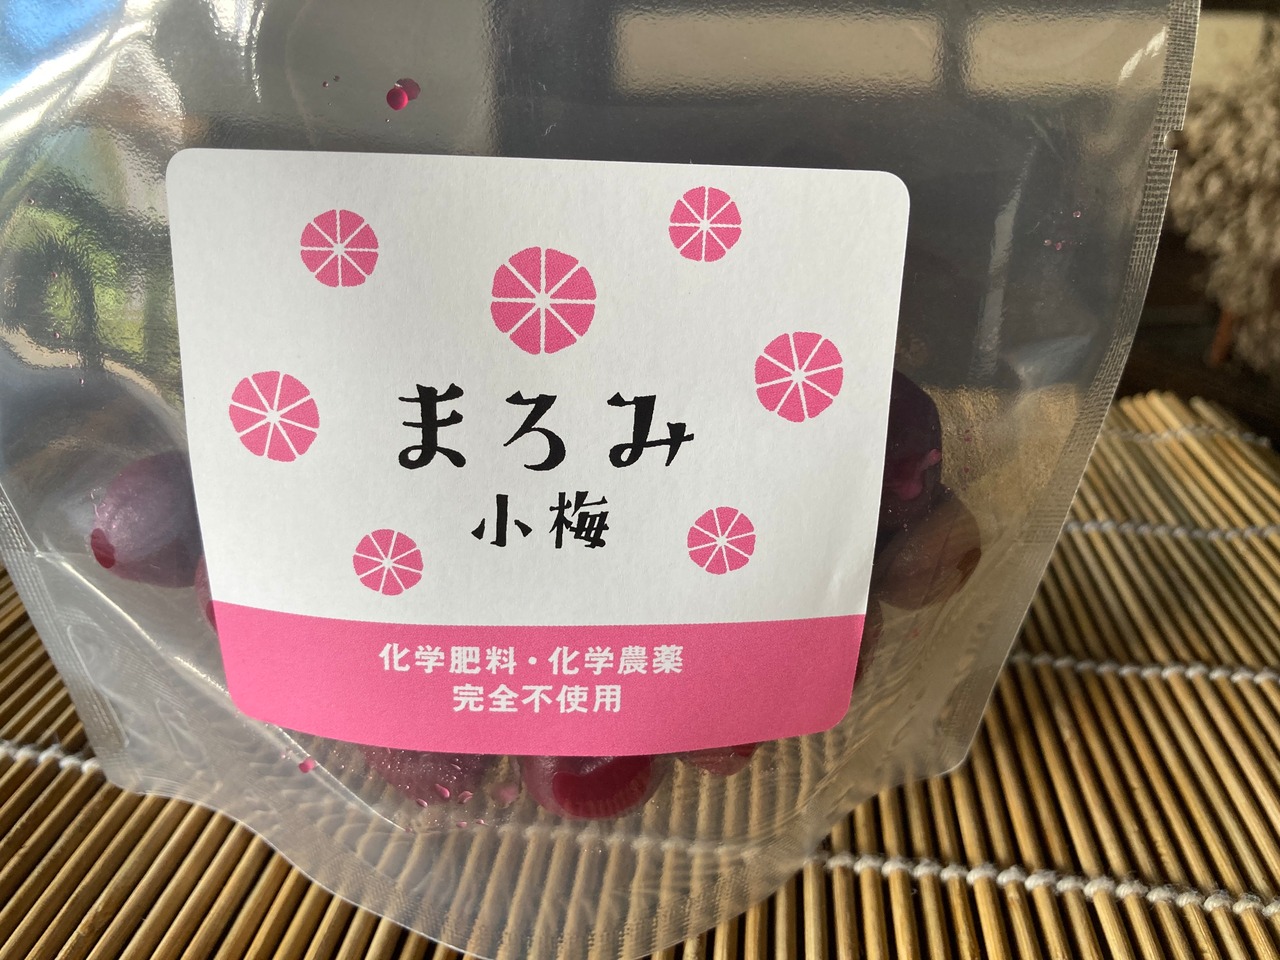 まろみ
小梅
化学肥料・化学農薬
完全不使用